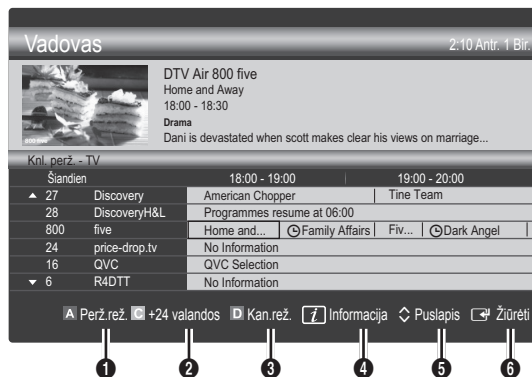 Vadovas 2:10 Antr. 1 Bir.
DTV Air 800 five
Home and Away
18:00 - 18:30
Drama
Dani is devastated when scott makes clear his views on marriage...
Knl. perž. - TV
Šiandien 18:00 - 19:00 19:00 - 20:00
▲ 27 Discovery American Chopper Tine Team
28 DiscoveryH&L Programmes resume at 06:00
800 five Home and... Family Affairs Fiv... Dark Angel
24 price-drop.tv No Information
16 QVC QVC Selection
▼ 6 R4DTT No Information
A Perž.rež. C +24 valandos D Kan.rež. i Informacija Puslapis Žiūrėti
1 2 3 4 5 6